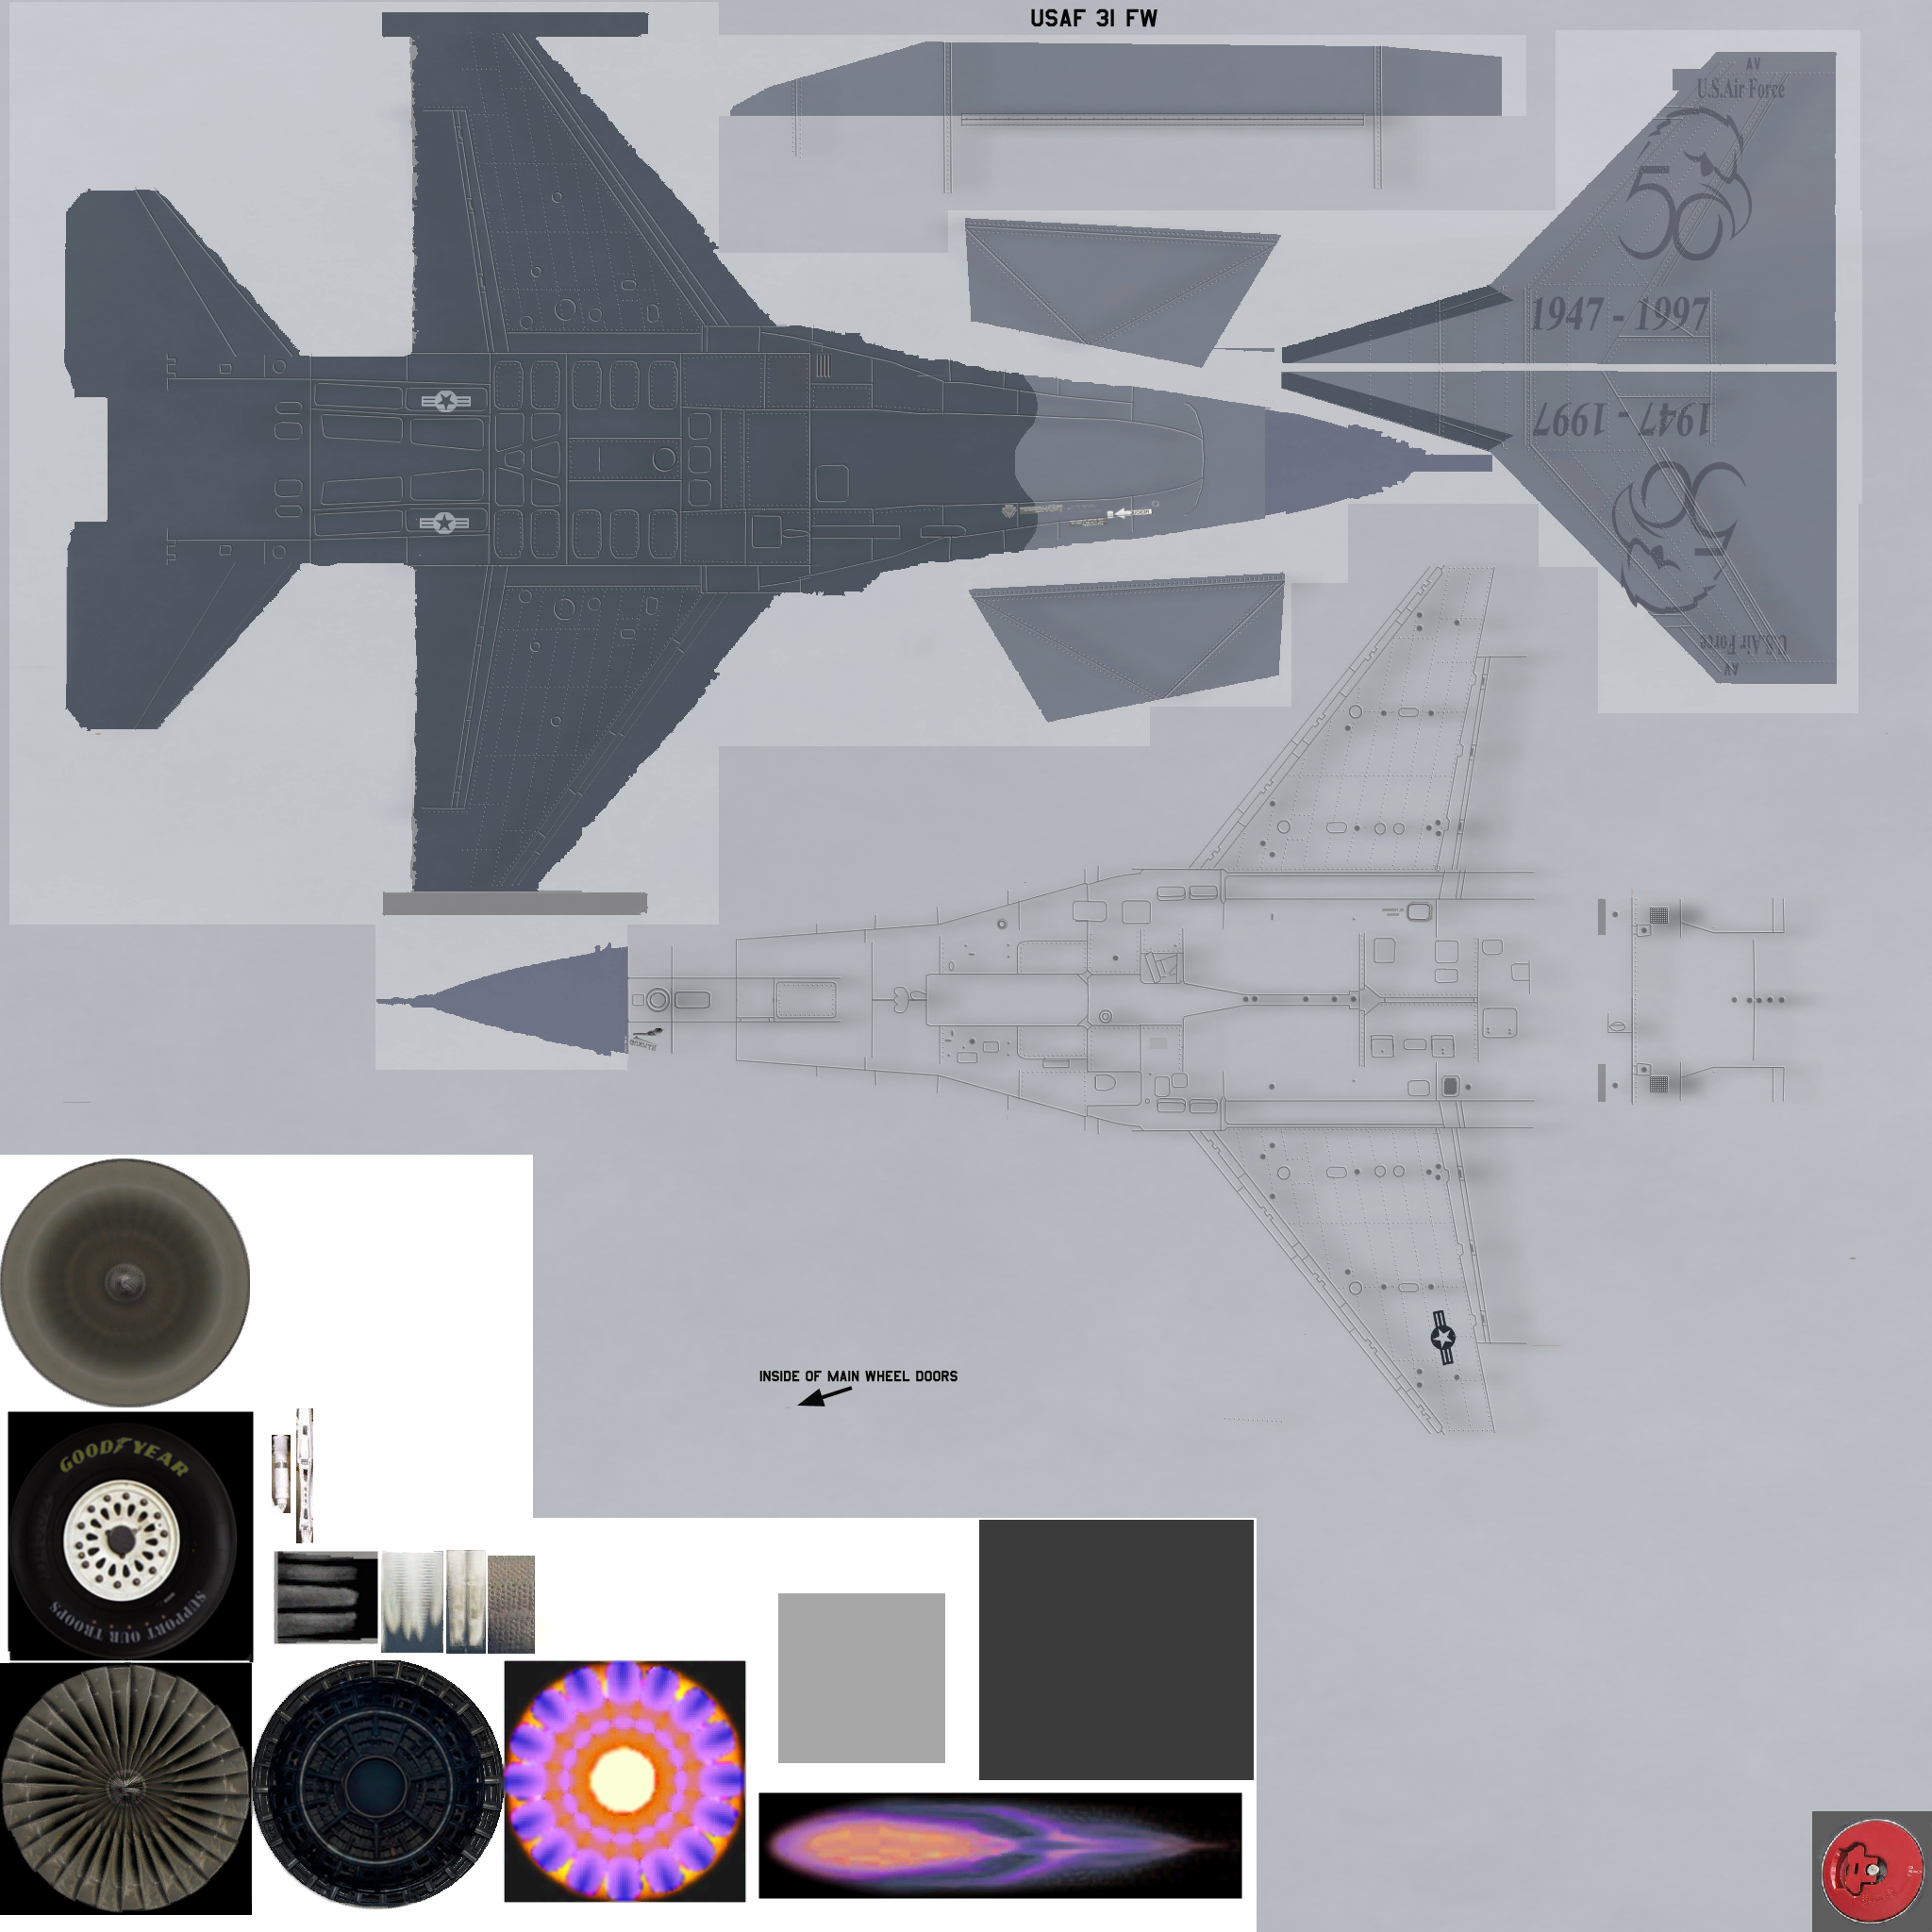 USAF 31 FW
AV
U.S.Air Force
50
1947 - 1997
1947 - 1997
50
U.S.Air Force
AV
INSIDE OF MAIN WHEEL DOORS
GOODYEAR
SUPPORT OUR TROOPS